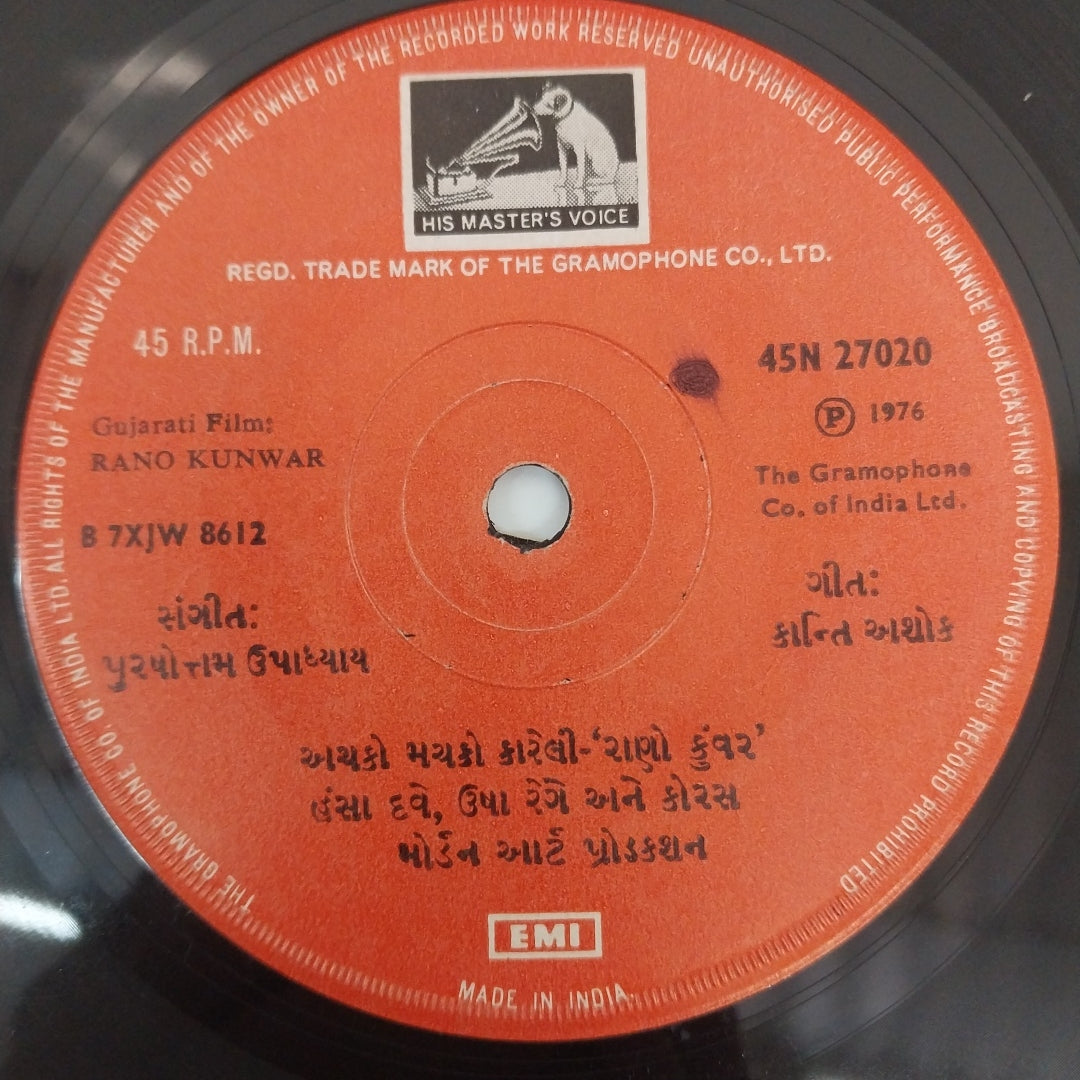 THE GRAMOPHONE CO. OF INDIA LTD. ALL RIGHTS OF THE MANUFACTURER AND OF THE OWNER OF THE RECORDED WORK RESERVED UNAUTHORISED PUBLIC PERFORMANCE BROADCASTING AND COPYING OF THIS RECORD PROHIBITED
HIS MASTER'S VOICE
REGD. TRADE MARK OF THE GRAMOPHONE CO., LTD.
45 R.P.M.
45N 27020
Ⓟ 1976
Gujarati Film:
RANO KUNWAR
The Gramophone
Co. of India Ltd.
B 7XJW 8612
સંગીત:
પુરષોત્તમ ઉપાધ્યાય
ગીત:
કાન્તિ અશોક
અચકો મચકો કારેલી-‘રાણો કુંવર’
હંસા દવે, ઉષા રેગે અને કોરસ
મોર્ડન આર્ટ પ્રોડકશન
EMI
MADE IN INDIA